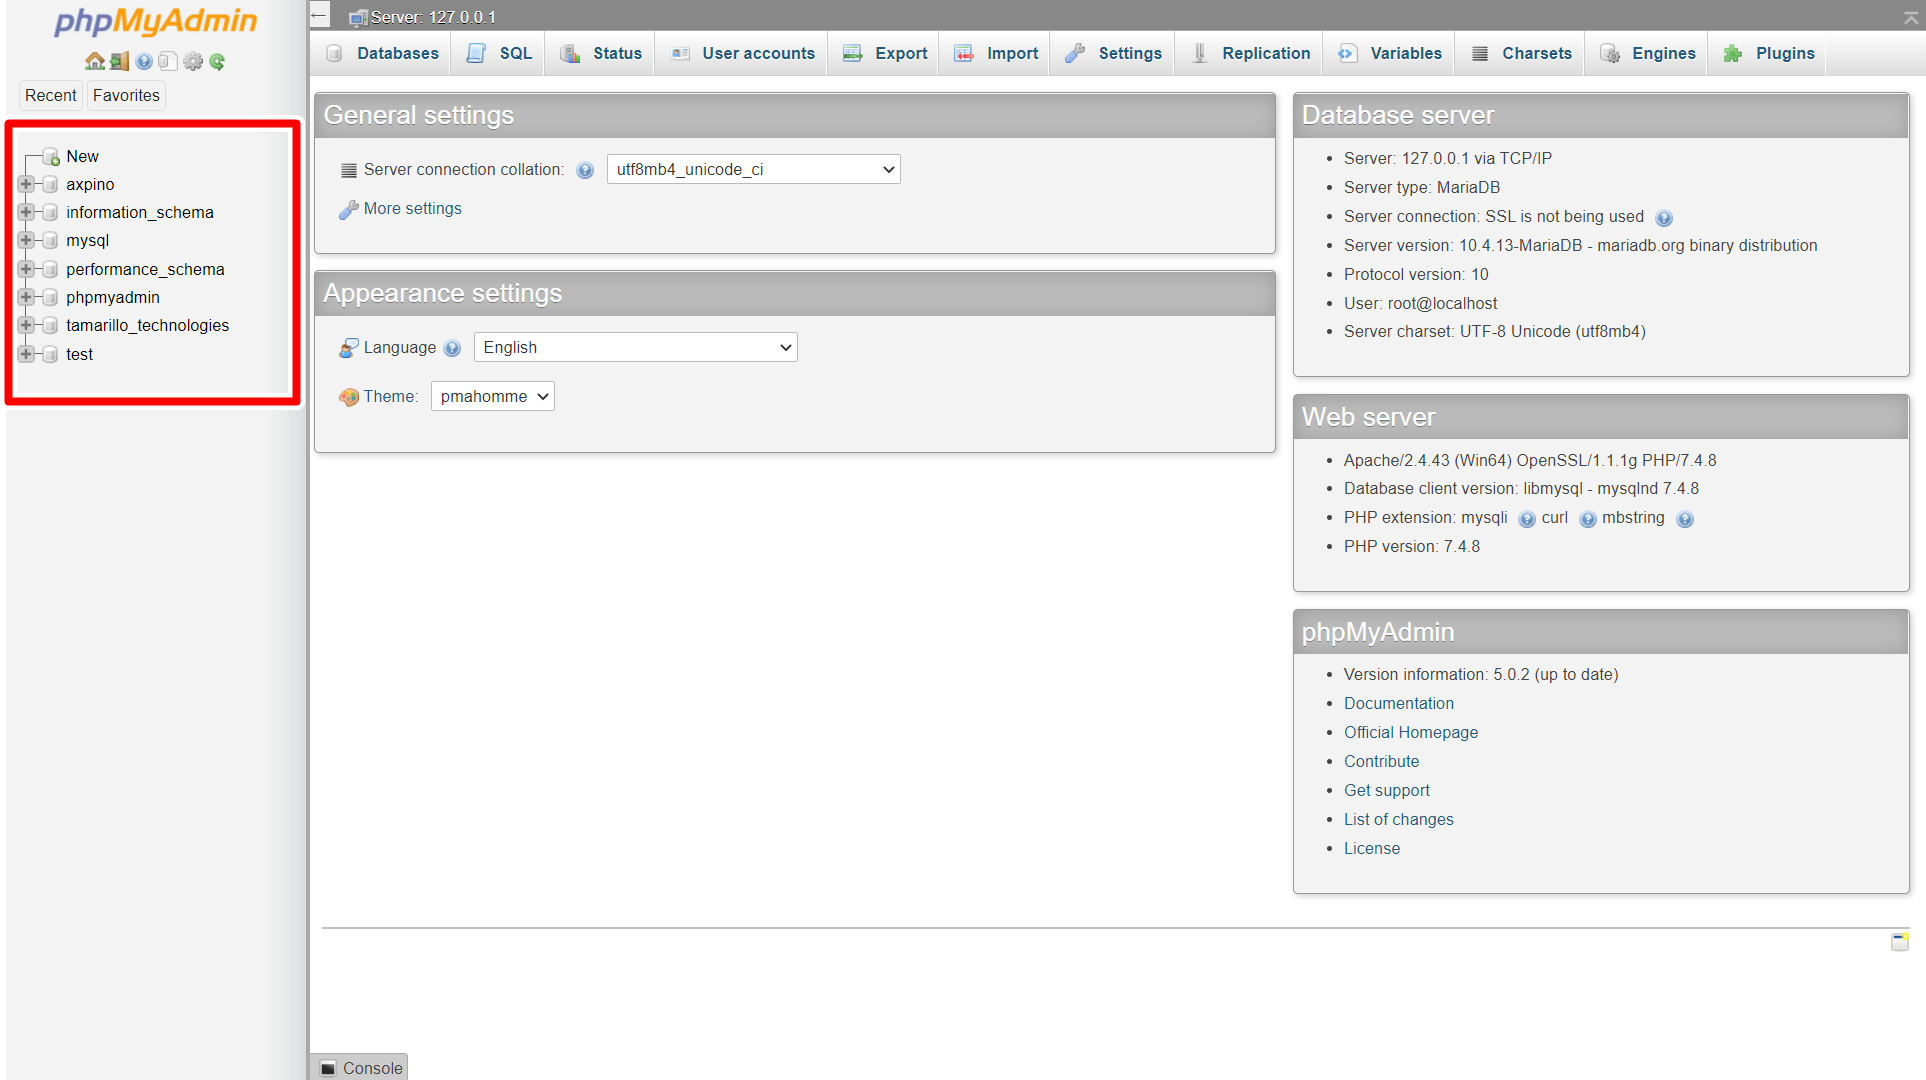 phpMyAdmin
Recent Favorites
New
axpino
information_schema
mysql
performance_schema
phpmyadmin
tamarillo_technologies
test
Server: 127.0.0.1
Databases SQL Status User accounts Export Import Settings Replication Variables Charsets Engines Plugins
General settings
Server connection collation: utf8mb4_unicode_ci
More settings
Appearance settings
Language English
Theme: pmahomme
Database server
• Server: 127.0.0.1 via TCP/IP
• Server type: MariaDB
• Server connection: SSL is not being used
• Server version: 10.4.13-MariaDB - mariadb.org binary distribution
• Protocol version: 10
• User: root@localhost
• Server charset: UTF-8 Unicode (utf8mb4)
Web server
• Apache/2.4.43 (Win64) OpenSSL/1.1.1g PHP/7.4.8
• Database client version: libmysql - mysqlnd 7.4.8
• PHP extension: mysqli curl mbstring
• PHP version: 7.4.8
phpMyAdmin
• Version information: 5.0.2 (up to date)
• Documentation
• Official Homepage
• Contribute
• Get support
• List of changes
• License
Console